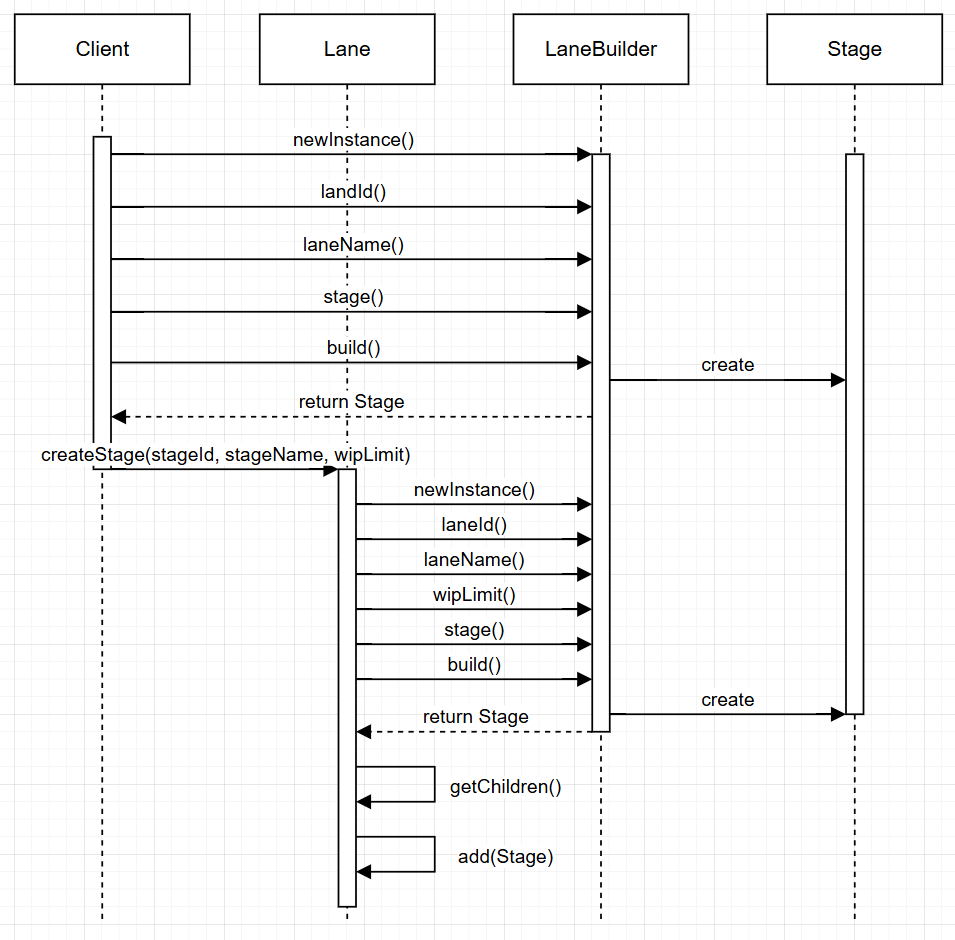 Client
Lane
LaneBuilder
Stage
newInstance()
landId()
laneName()
stage()
build()
create
return Stage
createStage(stageId, stageName, wipLimit)
newInstance()
laneId()
laneName()
wipLimit()
stage()
build()
create
return Stage
getChildren()
add(Stage)